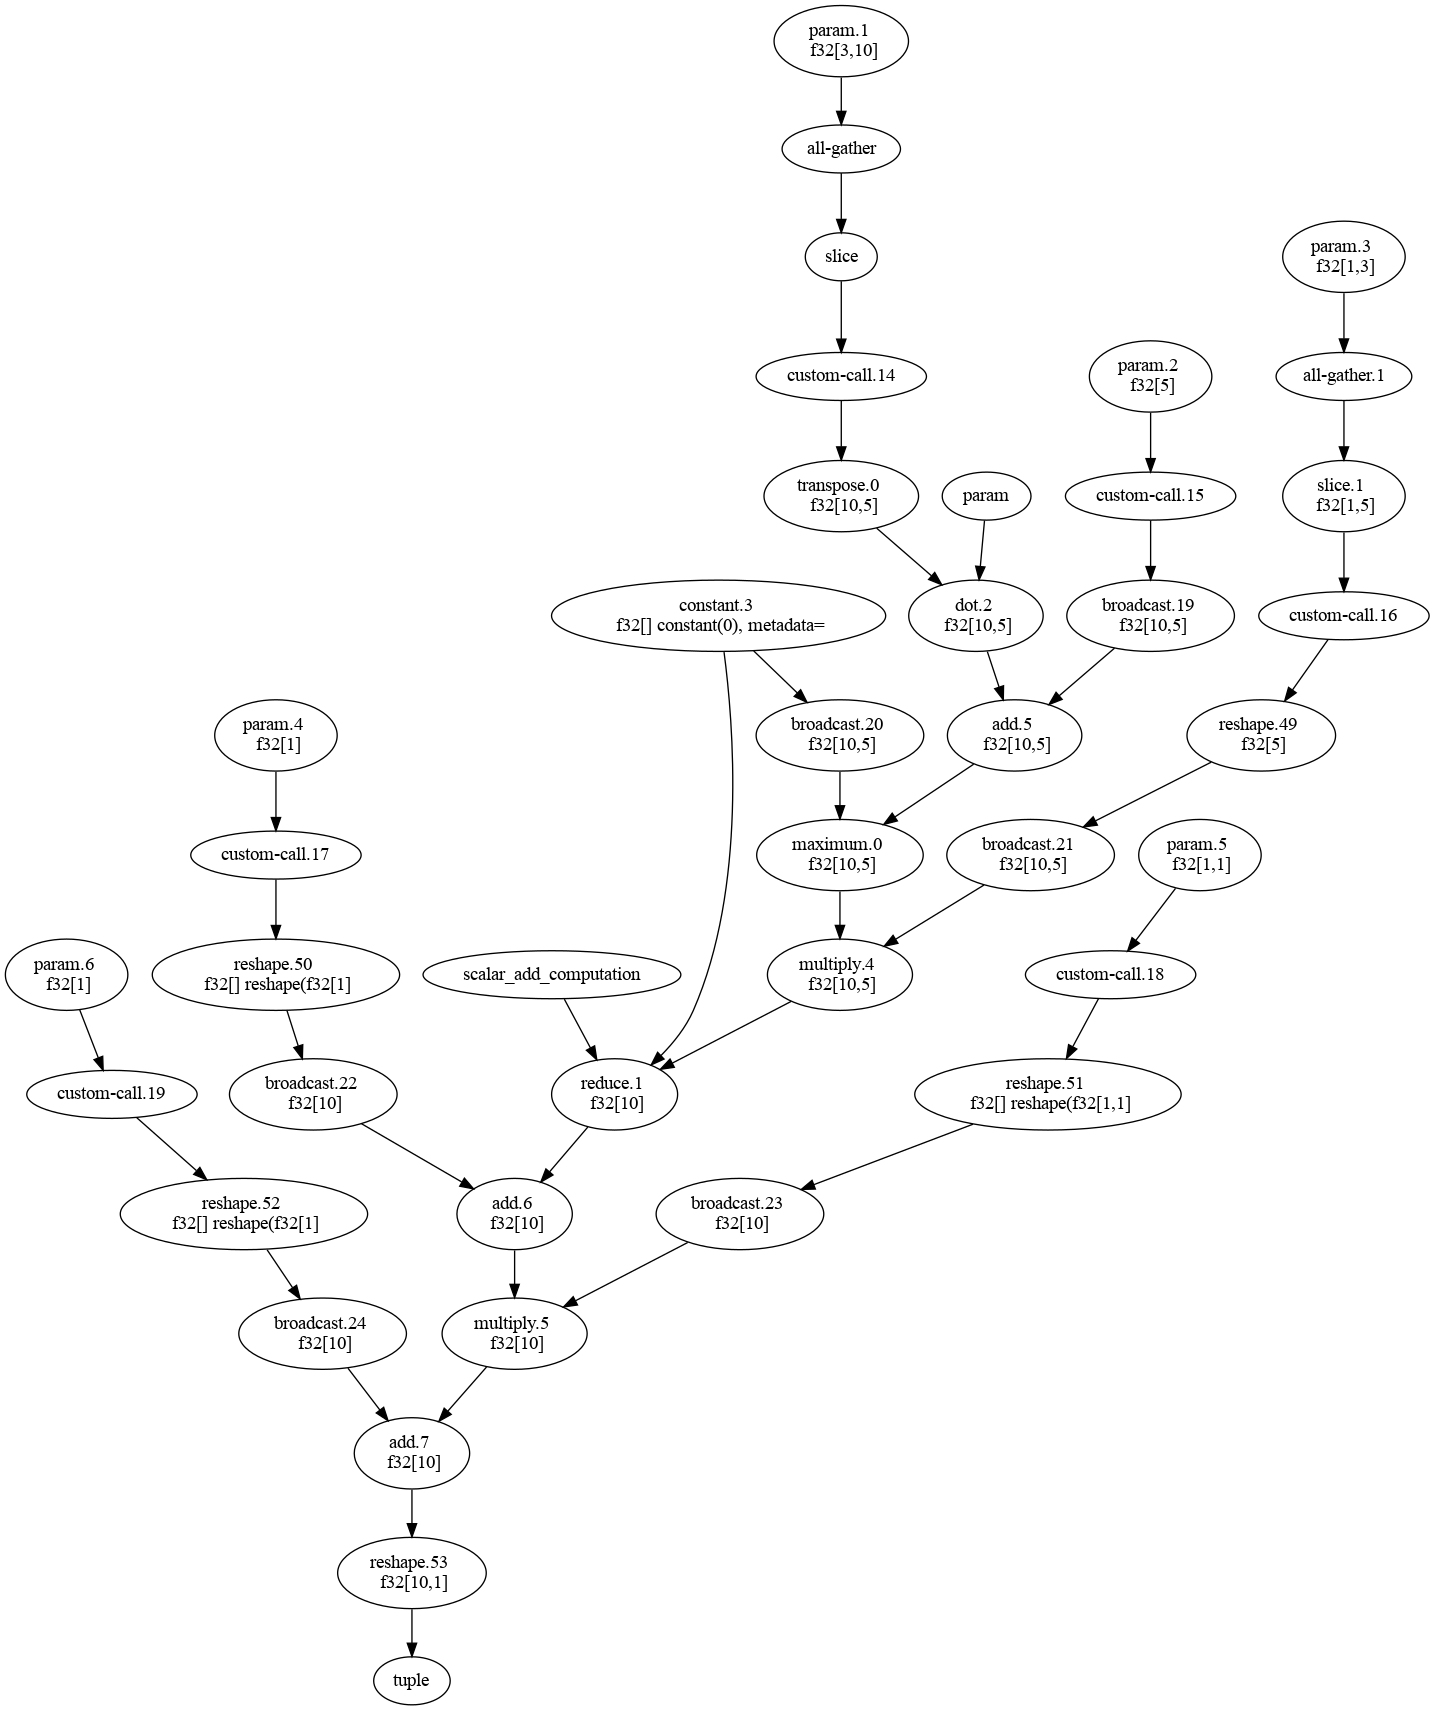 param.1
f32[3,10]
all-gather
slice
param.3
f32[1,3]
custom-call.14
param.2
f32[5]
all-gather.1
transpose.0
f32[10,5]
param
custom-call.15
slice.1
f32[1,5]
constant.3
f32[] constant(0), metadata=
dot.2
f32[10,5]
broadcast.19
f32[10,5]
custom-call.16
param.4
f32[1]
broadcast.20
f32[10,5]
add.5
f32[10,5]
reshape.49
f32[5]
custom-call.17
maximum.0
f32[10,5]
broadcast.21
f32[10,5]
param.5
f32[1,1]
param.6
f32[1]
reshape.50
f32[] reshape(f32[1]
scalar_add_computation
multiply.4
f32[10,5]
custom-call.18
custom-call.19
broadcast.22
f32[10]
reduce.1
f32[10]
reshape.51
f32[] reshape(f32[1,1]
reshape.52
f32[] reshape(f32[1]
add.6
f32[10]
broadcast.23
f32[10]
broadcast.24
f32[10]
multiply.5
f32[10]
add.7
f32[10]
reshape.53
f32[10,1]
tuple